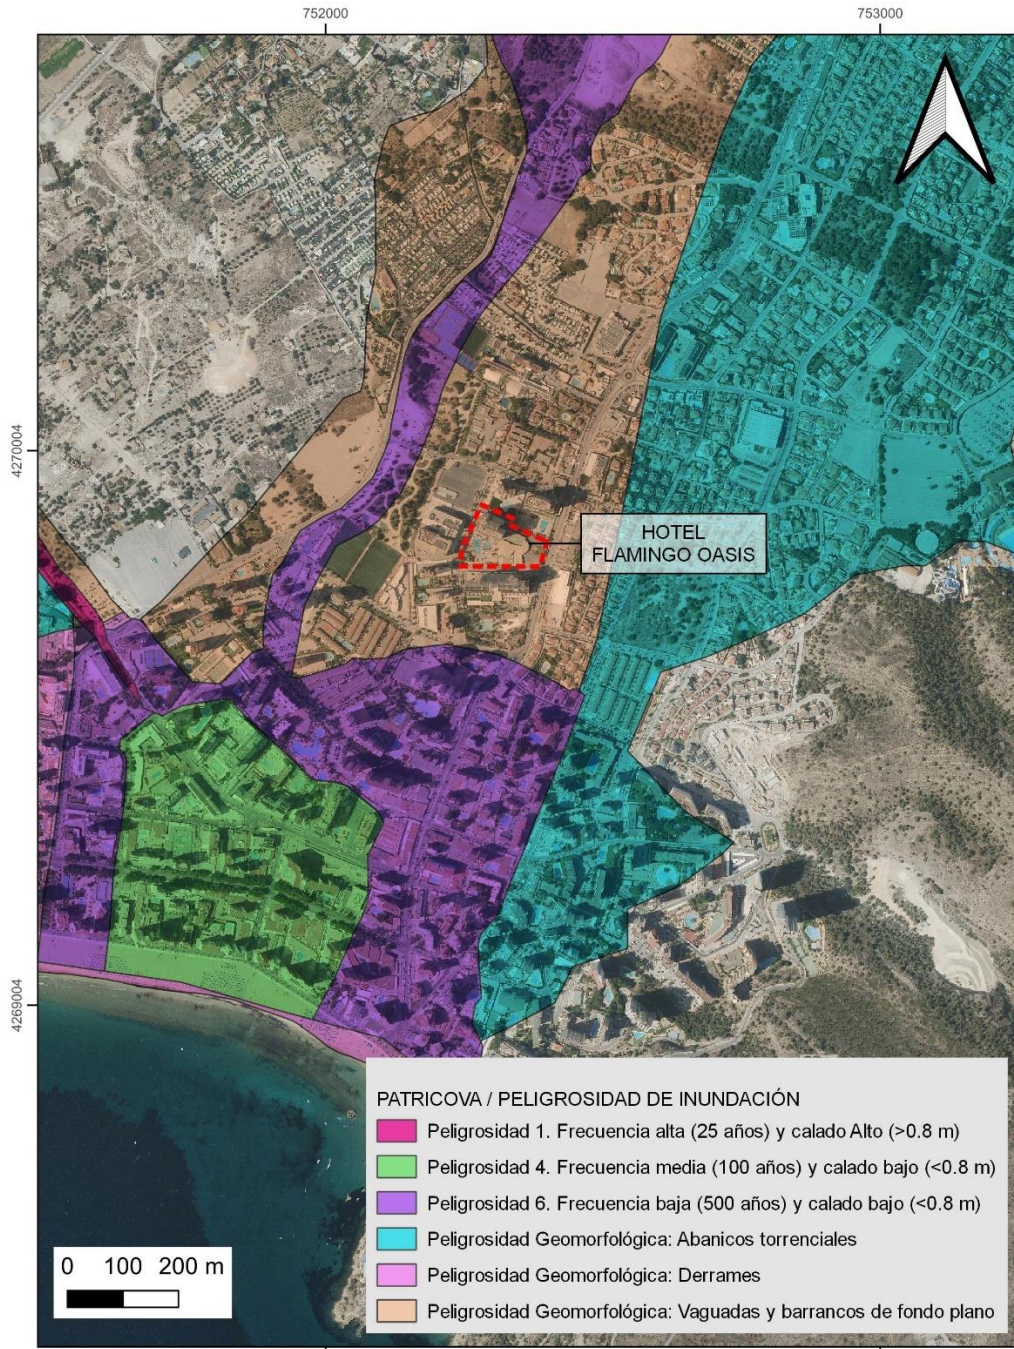 752000
753000
4270004
4269004
HOTEL
FLAMINGO OASIS
PATRICOVA / PELIGROSIDAD DE INUNDACIÓN
Peligrosidad 1. Frecuencia alta (25 años) y calado Alto (>0.8 m)
Peligrosidad 4. Frecuencia media (100 años) y calado bajo (<0.8 m)
Peligrosidad 6. Frecuencia baja (500 años) y calado bajo (<0.8 m)
Peligrosidad Geomorfológica: Abanicos torrenciales
Peligrosidad Geomorfológica: Derrames
Peligrosidad Geomorfológica: Vaguadas y barrancos de fondo plano
0 100 200 m